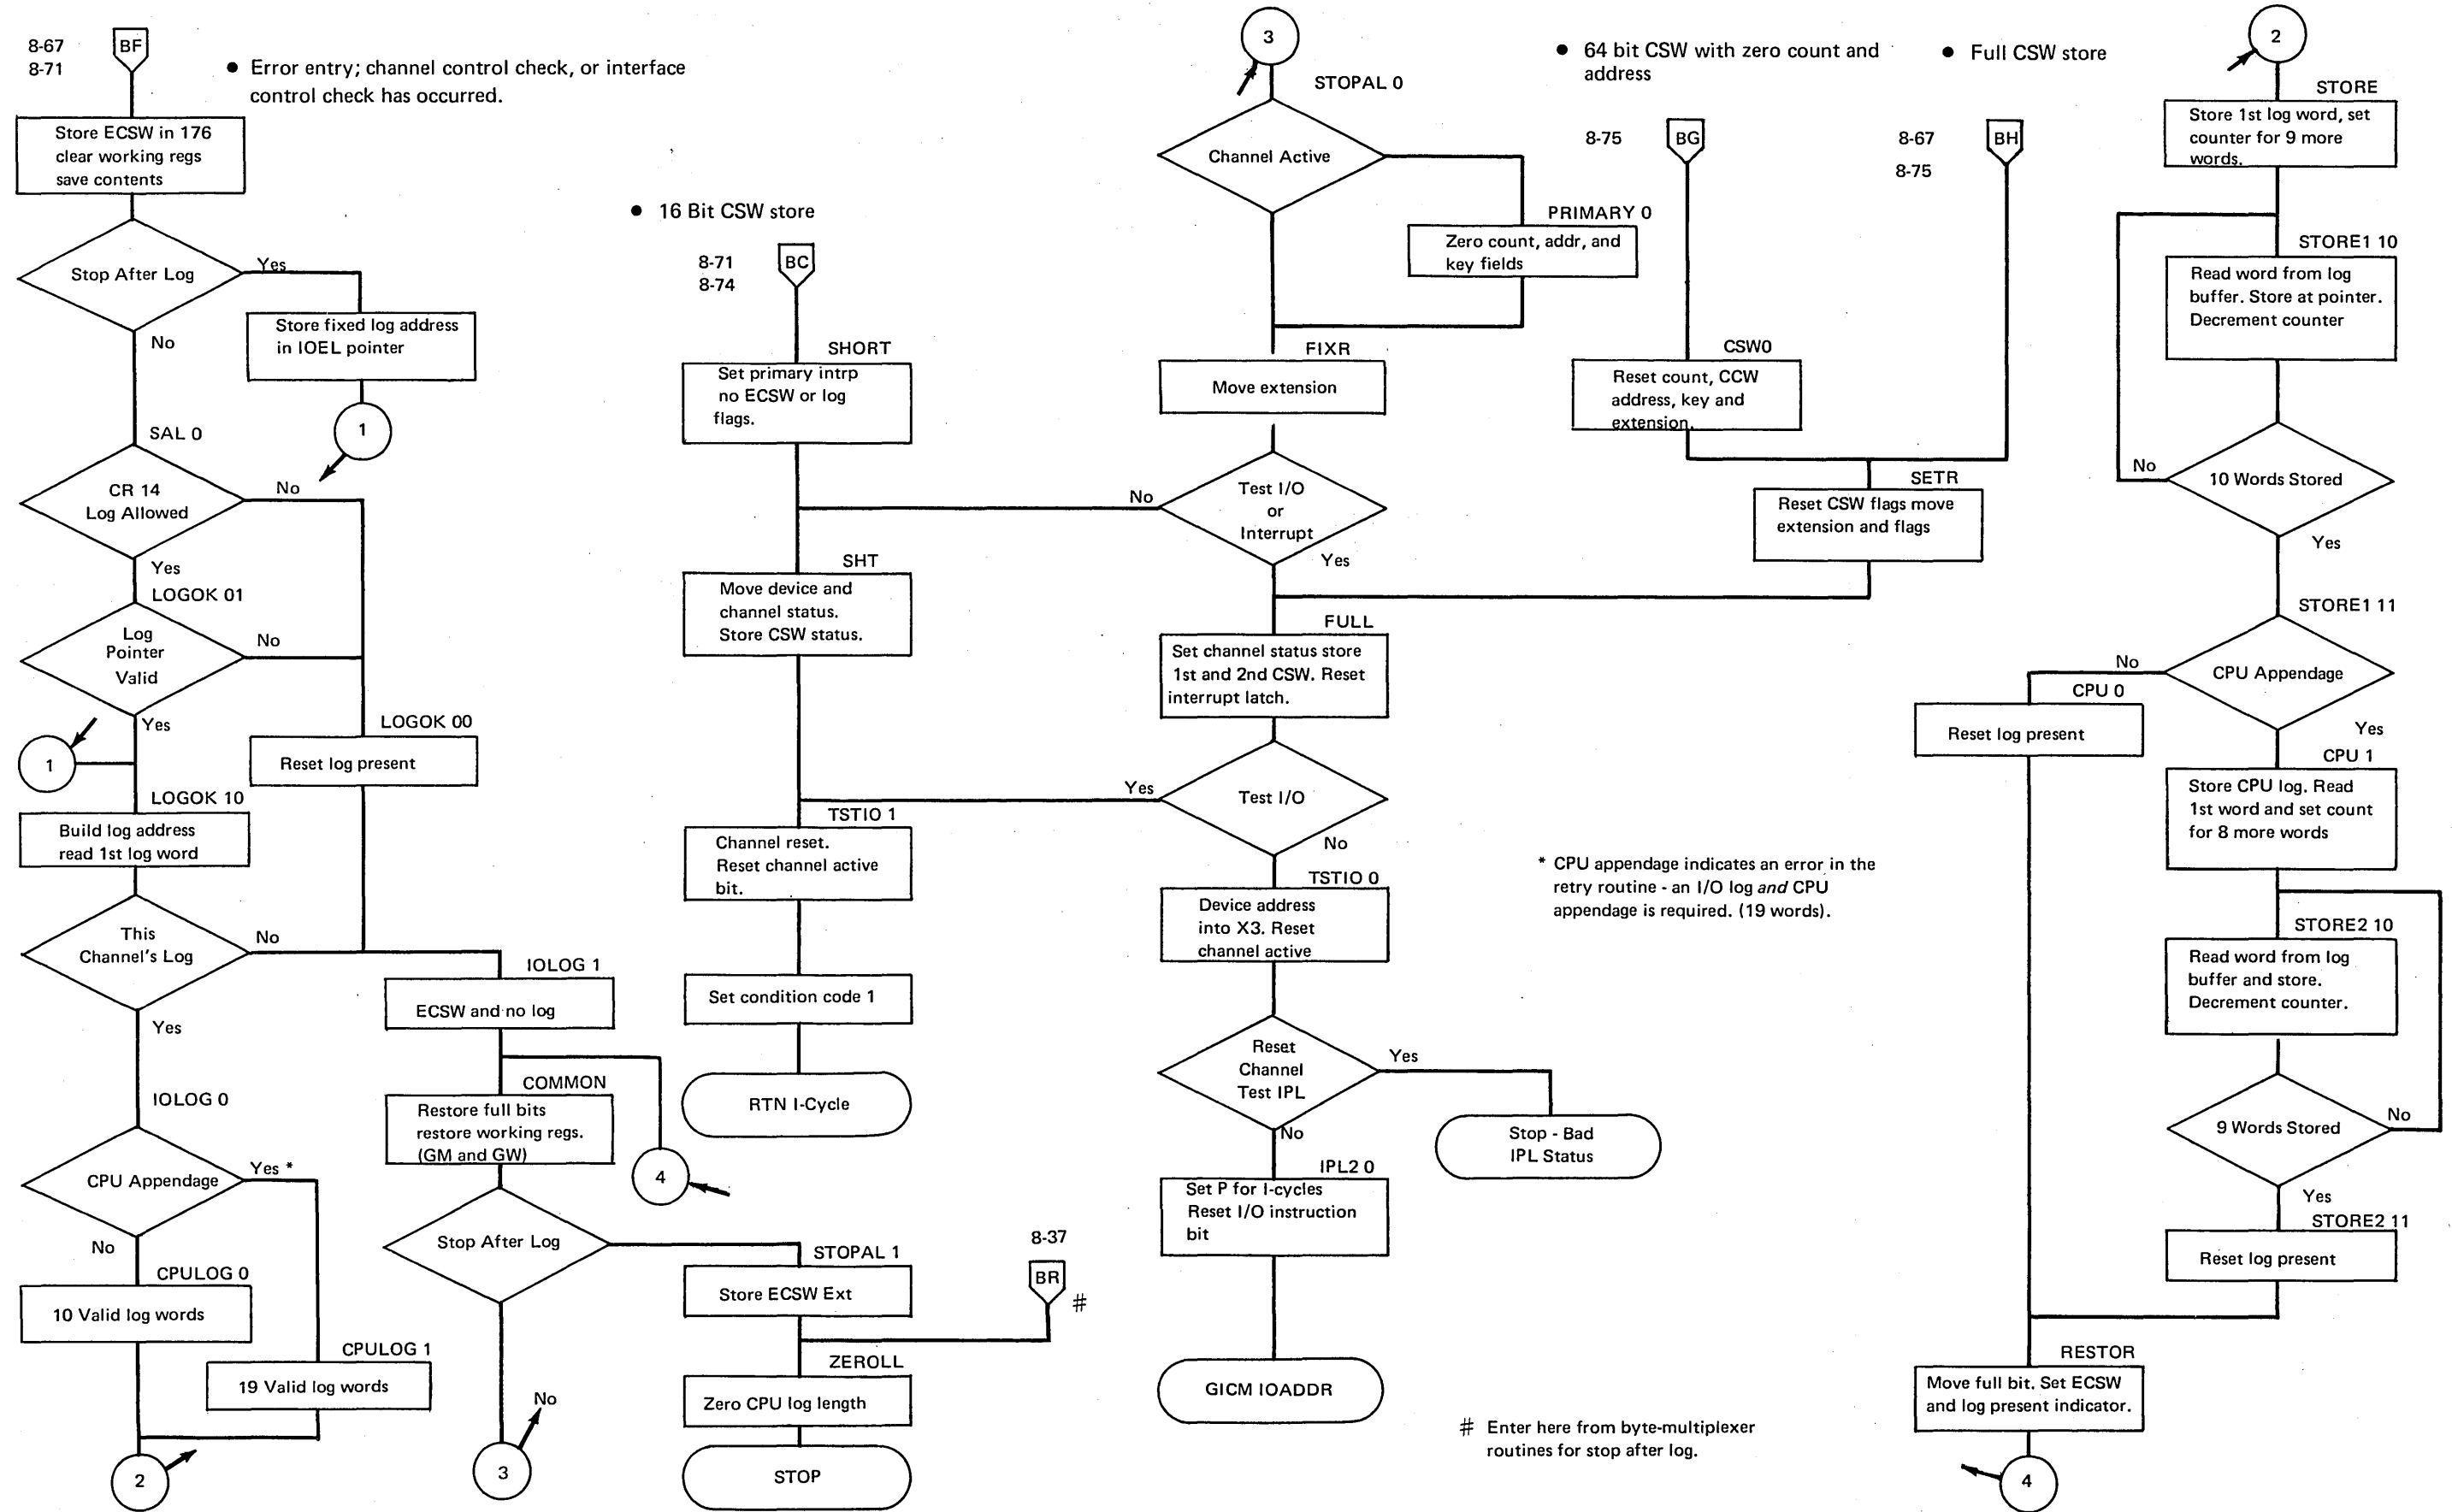 8-67
8-71
BF
● Error entry; channel control check, or interface
control check has occurred.
Store ECSW in 176
clear working regs
save contents
Stop After Log
Yes
No
Store fixed log address
in IOEL pointer
1
SAL 0
CR 14
Log Allowed
No
Yes
LOGOK 01
Log
Pointer
Valid
No
Yes
1
LOGOK 00
Reset log present
LOGOK 10
Build log address
read 1st log word
This
Channel's Log
No
Yes
IOLOG 0
CPU Appendage
Yes *
No
CPULOG 0
10 Valid log words
CPULOG 1
19 Valid log words
2
IOLOG 1
ECSW and no log
COMMON
Restore full bits
restore working regs.
(GM and GW)
4
Stop After Log
No
3
● 16 Bit CSW store
8-71
8-74
BC
SHORT
Set primary intrp
no ECSW or log
flags.
SHT
Move device and
channel status.
Store CSW status.
TSTIO 1
Channel reset.
Reset channel active
bit.
Set condition code 1
RTN I-Cycle
STOPAL 1
Store ECSW Ext
8-37
BR
#
ZEROLL
Zero CPU log length
STOP
3
STOPAL 0
Channel Active
PRIMARY 0
Zero count, addr, and
key fields
FIXR
Move extension
Test I/O
or
Interrupt
No
Yes
FULL
Set channel status store
1st and 2nd CSW. Reset
interrupt latch.
Test I/O
Yes
No
TSTIO 0
Device address
into X3. Reset
channel active
Reset
Channel
Test IPL
Yes
No
Stop - Bad
IPL Status
IPL2 0
Set P for I-cycles
Reset I/O instruction
bit
GICM IOADDR
● 64 bit CSW with zero count and
address
8-75
BG
CSW0
Reset count, CCW
address, key and
extension.
● Full CSW store
8-67
8-75
BH
SETR
Reset CSW flags move
extension and flags
* CPU appendage indicates an error in the
retry routine - an I/O log and CPU
appendage is required. (19 words).
# Enter here from byte-multiplexer
routines for stop after log.
2
STORE
Store 1st log word, set
counter for 9 more
words.
STORE1 10
Read word from log
buffer. Store at pointer.
Decrement counter
10 Words Stored
No
Yes
STORE1 11
CPU Appendage
No
Yes
CPU 0
Reset log present
CPU 1
Store CPU log. Read
1st word and set count
for 8 more words
STORE2 10
Read word from log
buffer and store.
Decrement counter.
9 Words Stored
No
Yes
STORE2 11
Reset log present
RESTOR
Move full bit. Set ECSW
and log present indicator.
4